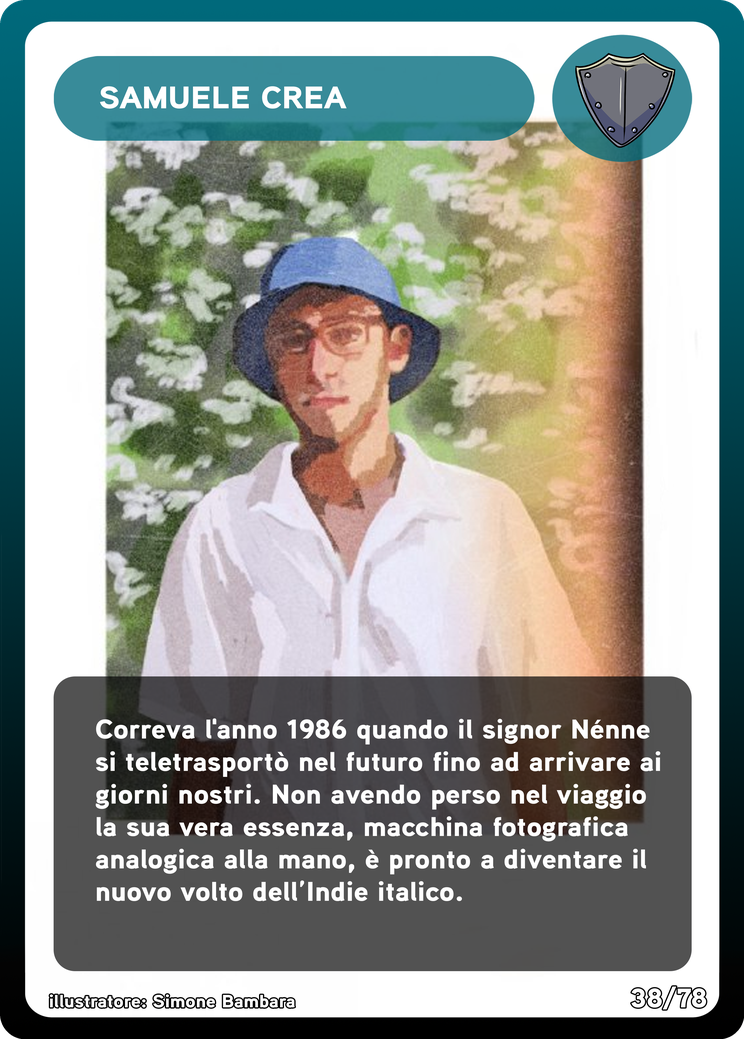 SAMUELE CREA
Correva l'anno 1986 quando il signor Nénne
si teletrasportò nel futuro fino ad arrivare ai
giorni nostri. Non avendo perso nel viaggio
la sua vera essenza, macchina fotografica
analogica alla mano, è pronto a diventare il
nuovo volto dell’Indie italico.
illustratore: Simone Bambara
38/78